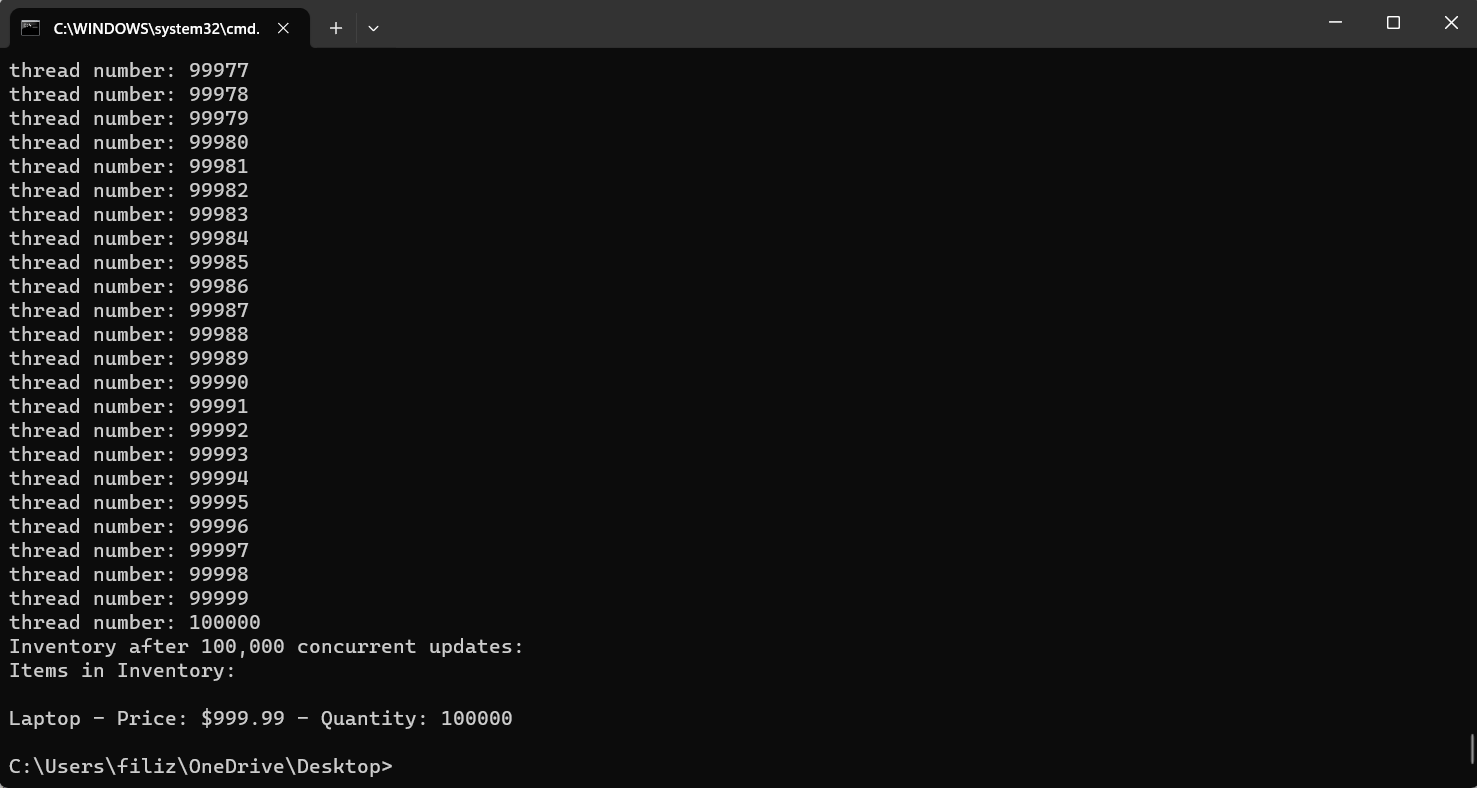 C:\WINDOWS\system32\cmd.
thread number: 99977
thread number: 99978
thread number: 99979
thread number: 99980
thread number: 99981
thread number: 99982
thread number: 99983
thread number: 99984
thread number: 99985
thread number: 99986
thread number: 99987
thread number: 99988
thread number: 99989
thread number: 99990
thread number: 99991
thread number: 99992
thread number: 99993
thread number: 99994
thread number: 99995
thread number: 99996
thread number: 99997
thread number: 99998
thread number: 99999
thread number: 100000
Inventory after 100,000 concurrent updates:
Items in Inventory:
Laptop - Price: $999.99 - Quantity: 100000
C:\Users\filiz\OneDrive\Desktop>